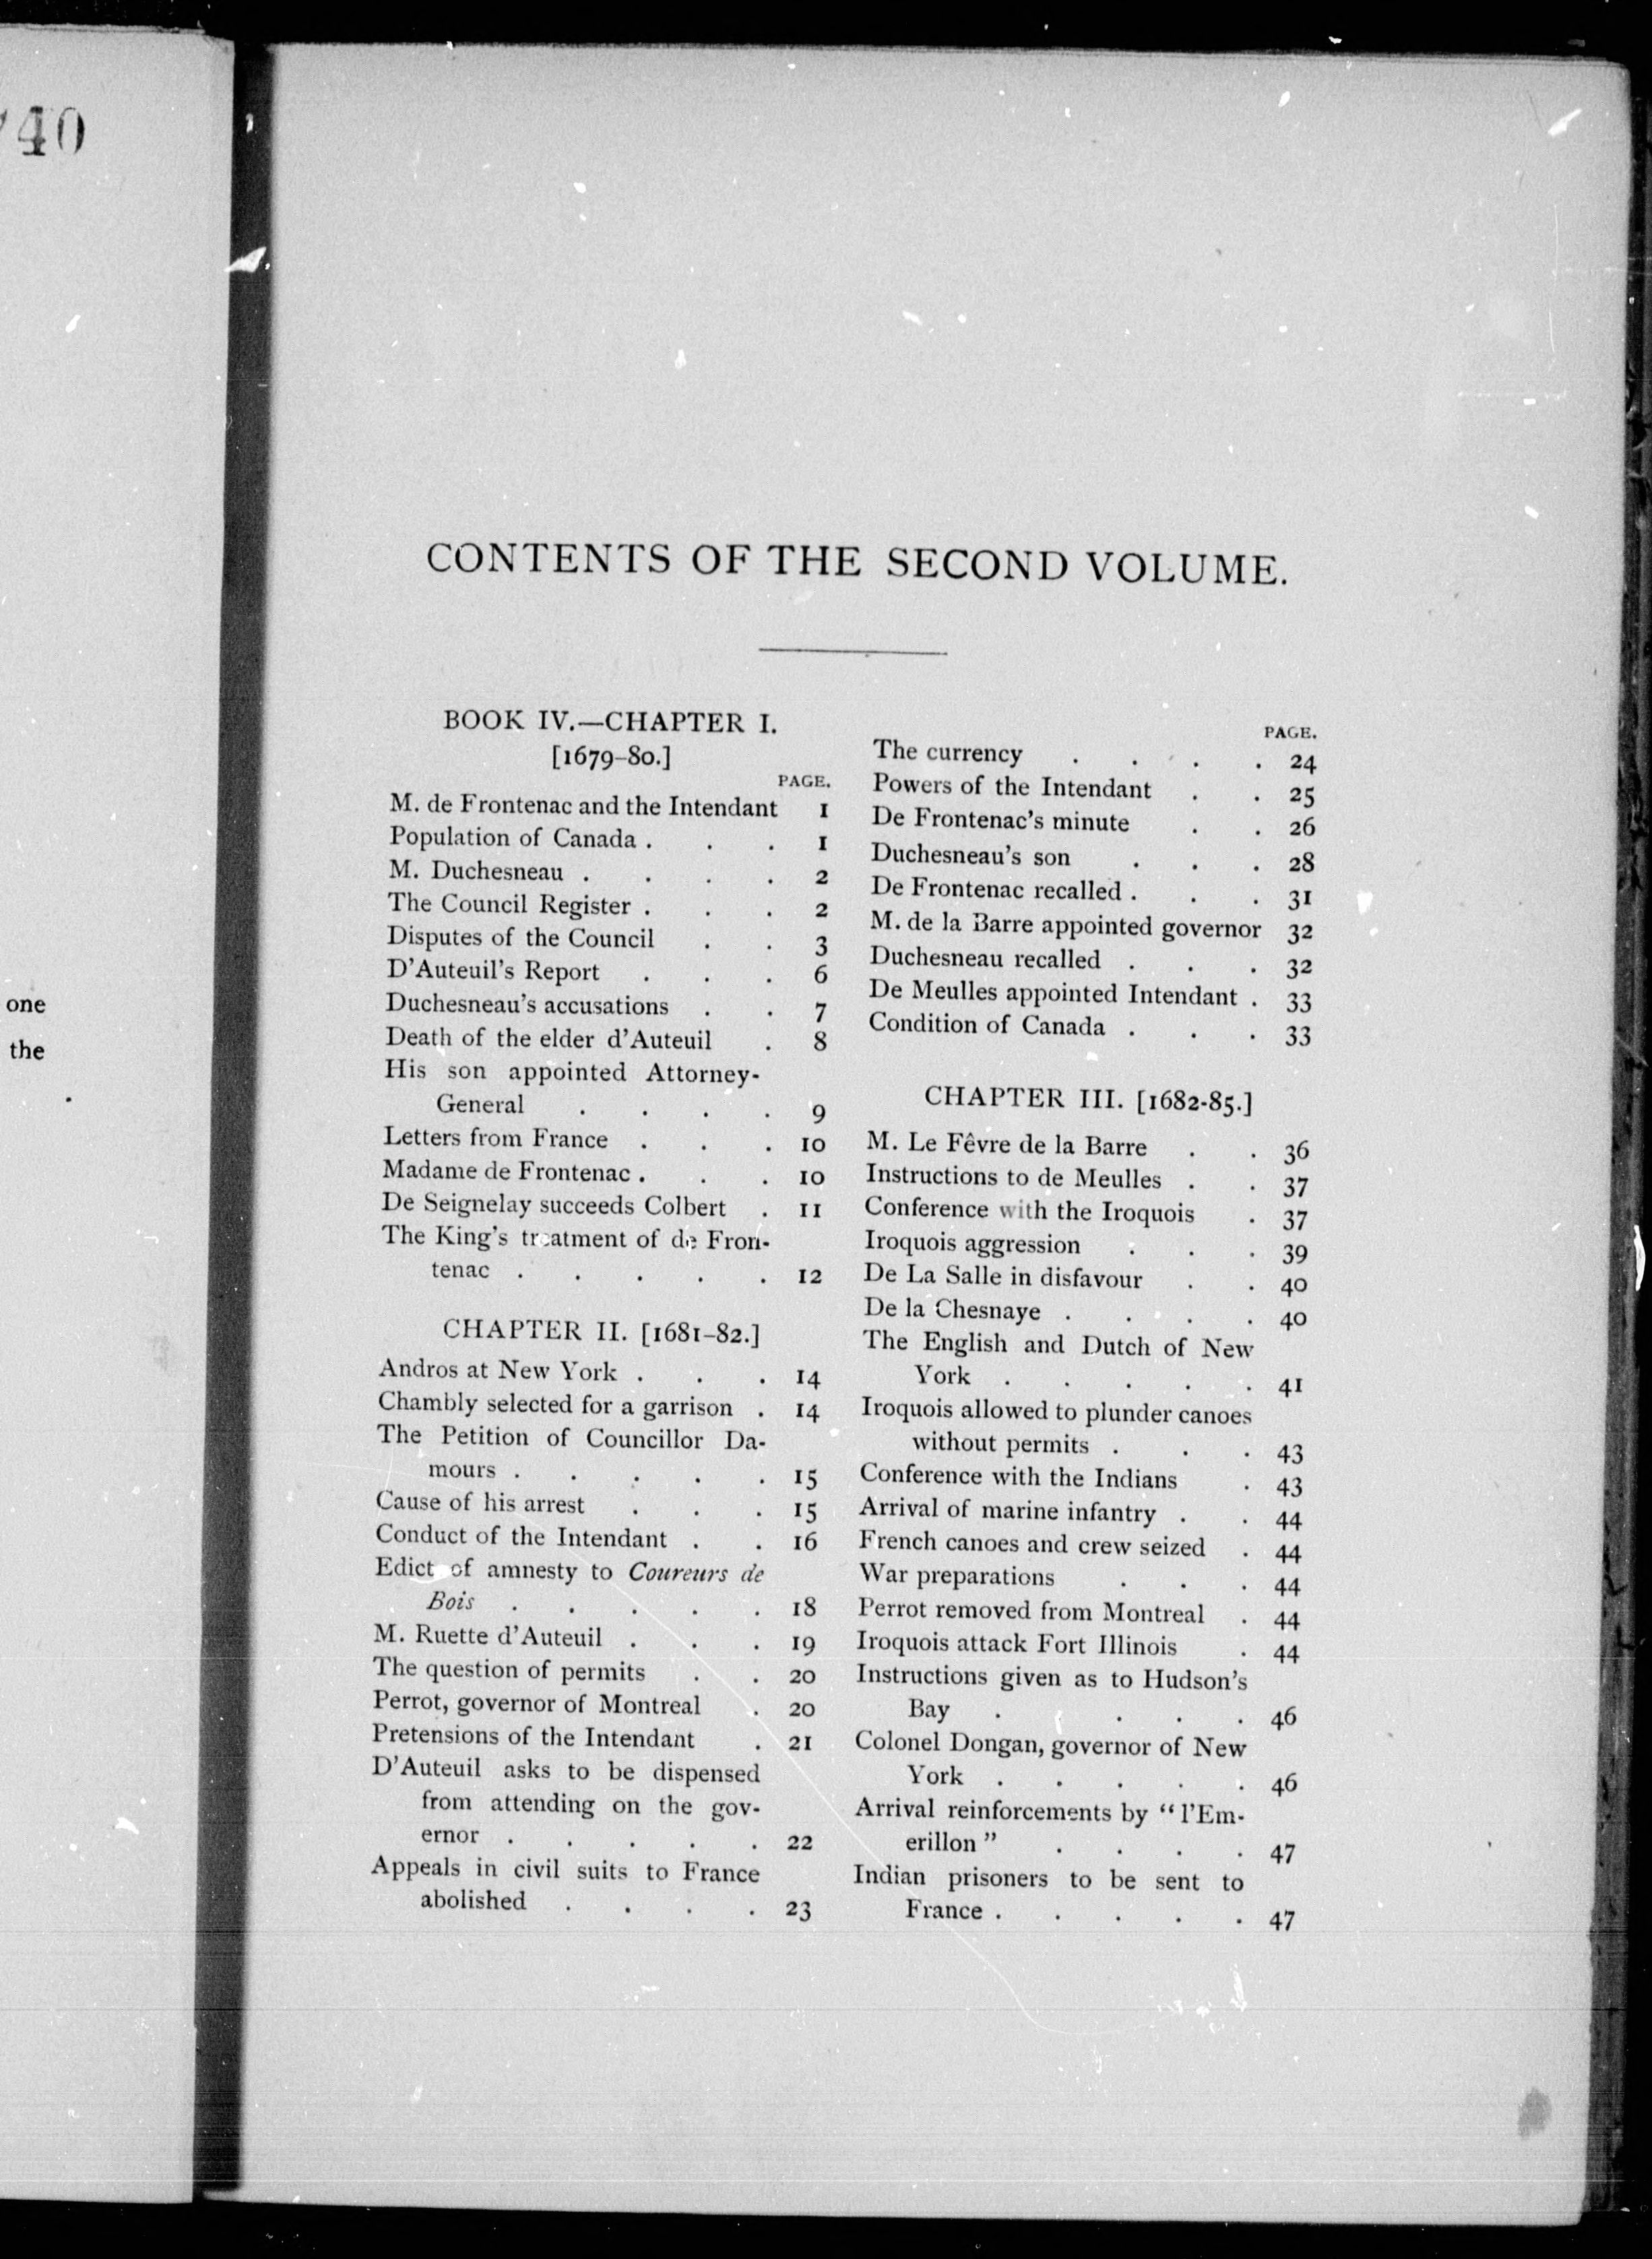 40
one
the
CONTENTS OF THE SECOND VOLUME.
BOOK IV.—CHAPTER I.
[1679–80.]
PAGE.
M. de Frontenac and the Intendant 1
Population of Canada . . . 1
M. Duchesneau . . . . 2
The Council Register . . . 2
Disputes of the Council . . 3
D'Auteuil's Report . . . 6
Duchesneau's accusations . . 7
Death of the elder d'Auteuil . 8
His son appointed Attorney-
General . . . . 9
Letters from France . . . 10
Madame de Frontenac . . . 10
De Seignelay succeeds Colbert . 11
The King's treatment of de Fron-
tenac . . . . . 12
CHAPTER II. [1681–82.]
Andros at New York . . . 14
Chambly selected for a garrison . 14
The Petition of Councillor Da-
mours . . . . . 15
Cause of his arrest . . . 15
Conduct of the Intendant . . 16
Edict of amnesty to Coureurs de
Bois . . . . . 18
M. Ruette d'Auteuil . . . 19
The question of permits . . 20
Perrot, governor of Montreal . 20
Pretensions of the Intendant . 21
D'Auteuil asks to be dispensed
from attending on the gov-
ernor . . . . . 22
Appeals in civil suits to France
abolished . . . . 23
PAGE.
The currency . . . . 24
Powers of the Intendant . . 25
De Frontenac's minute . . 26
Duchesneau's son . . . 28
De Frontenac recalled . . . 31
M. de la Barre appointed governor 32
Duchesneau recalled . . . 32
De Meulles appointed Intendant . 33
Condition of Canada . . . 33
CHAPTER III. [1682-85.]
M. Le Fêvre de la Barre . . 36
Instructions to de Meulles . . 37
Conference with the Iroquois . 37
Iroquois aggression . . . 39
De La Salle in disfavour . . 40
De la Chesnaye . . . . 40
The English and Dutch of New
York . . . . . 41
Iroquois allowed to plunder canoes
without permits . . . 43
Conference with the Indians . 43
Arrival of marine infantry . . 44
French canoes and crew seized . 44
War preparations . . . 44
Perrot removed from Montreal . 44
Iroquois attack Fort Illinois . 44
Instructions given as to Hudson's
Bay . . . . . 46
Colonel Dongan, governor of New
York . . . . . 46
Arrival reinforcements by “ l'Em-
erillon ” . . . . 47
Indian prisoners to be sent to
France . . . . . 47